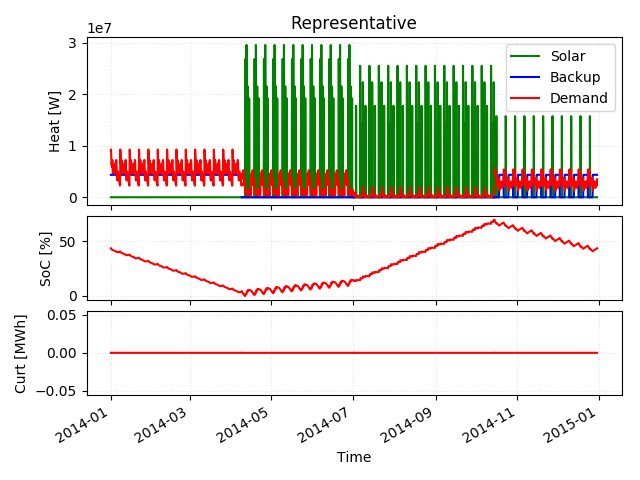 Representative
1e7
Heat [W]
3
2
1
0
Solar
Backup
Demand
SoC [%]
50
0
Curt [MWh]
0.05
0.00
−0.05
2014-01
2014-03
2014-05
2014-07
2014-09
2014-11
2015-01
Time